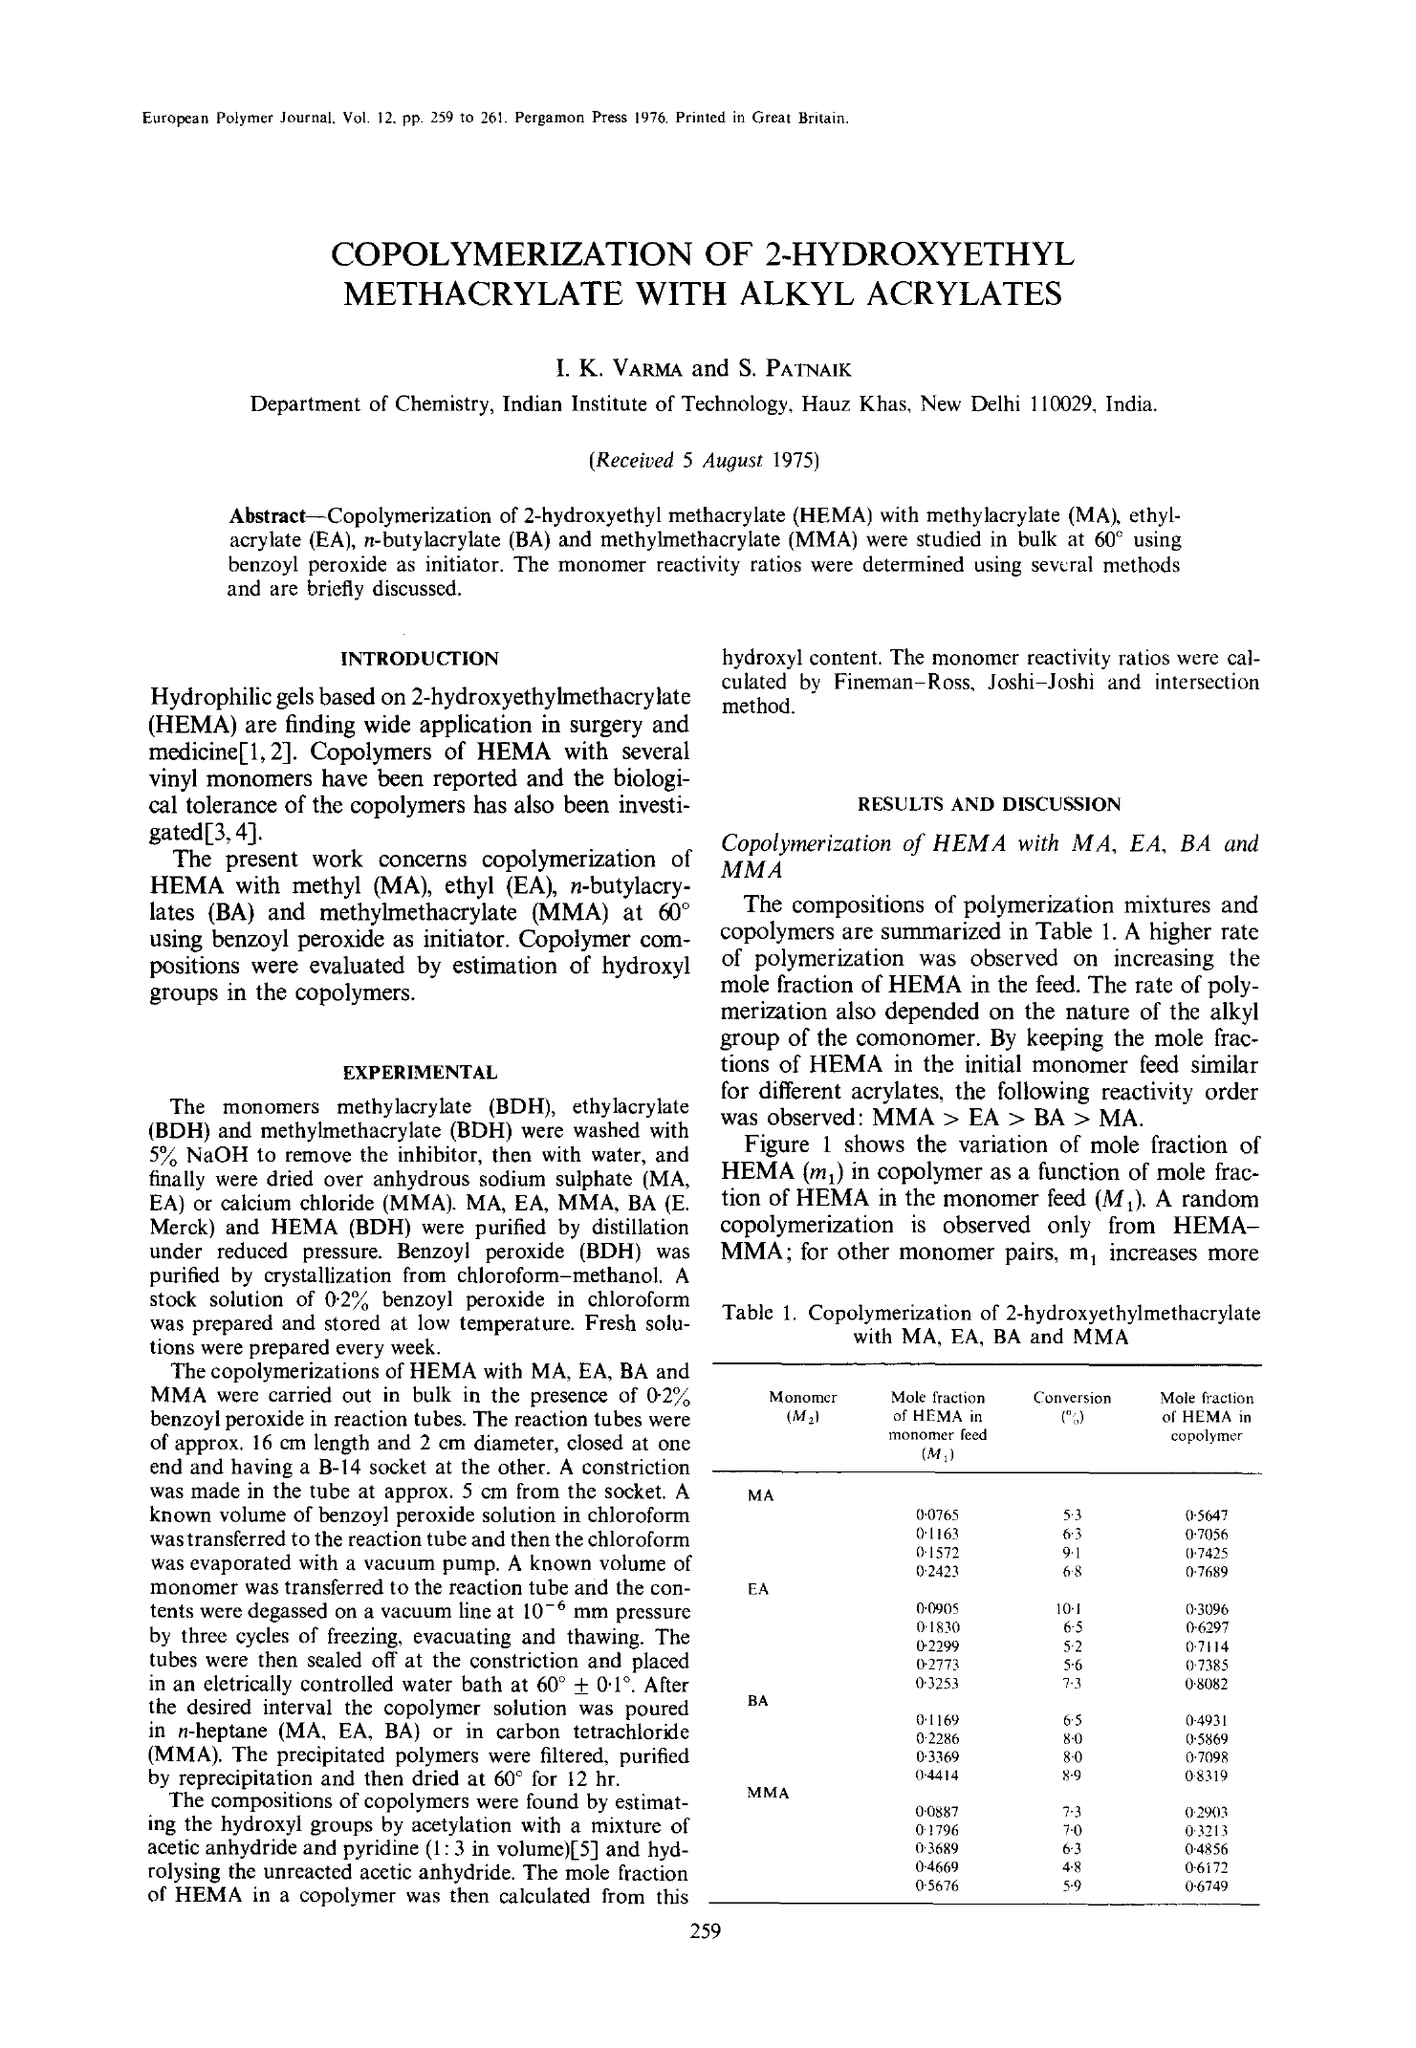 European Polymer Journal. Vol. 12. pp. 259 to 261. Pergamon Press 1976. Printed in Great Britain.
COPOLYMERIZATION OF 2-HYDROXYETHYL
METHACRYLATE WITH ALKYL ACRYLATES
I. K. VARMA and S. PATNAIK
Department of Chemistry, Indian Institute of Technology, Hauz Khas, New Delhi 110029, India.
(Received 5 August 1975)
Abstract—Copolymerization of 2-hydroxyethyl methacrylate (HEMA) with methylacrylate (MA), ethyl-
acrylate (EA), n-butylacrylate (BA) and methylmethacrylate (MMA) were studied in bulk at 60° using
benzoyl peroxide as initiator. The monomer reactivity ratios were determined using several methods
and are briefly discussed.
INTRODUCTION
Hydrophilic gels based on 2-hydroxyethylmethacrylate
(HEMA) are finding wide application in surgery and
medicine[1, 2]. Copolymers of HEMA with several
vinyl monomers have been reported and the biologi-
cal tolerance of the copolymers has also been investi-
gated[3, 4].
The present work concerns copolymerization of
HEMA with methyl (MA), ethyl (EA), n-butylacry-
lates (BA) and methylmethacrylate (MMA) at 60°
using benzoyl peroxide as initiator. Copolymer com-
positions were evaluated by estimation of hydroxyl
groups in the copolymers.
EXPERIMENTAL
The monomers methylacrylate (BDH), ethylacrylate
(BDH) and methylmethacrylate (BDH) were washed with
5% NaOH to remove the inhibitor, then with water, and
finally were dried over anhydrous sodium sulphate (MA,
EA) or calcium chloride (MMA). MA, EA, MMA, BA (E.
Merck) and HEMA (BDH) were purified by distillation
under reduced pressure. Benzoyl peroxide (BDH) was
purified by crystallization from chloroform–methanol. A
stock solution of 0·2% benzoyl peroxide in chloroform
was prepared and stored at low temperature. Fresh solu-
tions were prepared every week.
The copolymerizations of HEMA with MA, EA, BA and
MMA were carried out in bulk in the presence of 0·2%
benzoyl peroxide in reaction tubes. The reaction tubes were
of approx. 16 cm length and 2 cm diameter, closed at one
end and having a B-14 socket at the other. A constriction
was made in the tube at approx. 5 cm from the socket. A
known volume of benzoyl peroxide solution in chloroform
was transferred to the reaction tube and then the chloroform
was evaporated with a vacuum pump. A known volume of
monomer was transferred to the reaction tube and the con-
tents were degassed on a vacuum line at 10⁻⁶ mm pressure
by three cycles of freezing, evacuating and thawing. The
tubes were then sealed off at the constriction and placed
in an eletrically controlled water bath at 60° ± 0·1°. After
the desired interval the copolymer solution was poured
in n-heptane (MA, EA, BA) or in carbon tetrachloride
(MMA). The precipitated polymers were filtered, purified
by reprecipitation and then dried at 60° for 12 hr.
The compositions of copolymers were found by estimat-
ing the hydroxyl groups by acetylation with a mixture of
acetic anhydride and pyridine (1:3 in volume)[5] and hyd-
rolysing the unreacted acetic anhydride. The mole fraction
of HEMA in a copolymer was then calculated from this
hydroxyl content. The monomer reactivity ratios were cal-
culated by Fineman–Ross, Joshi–Joshi and intersection
method.
RESULTS AND DISCUSSION
Copolymerization of HEMA with MA, EA, BA and
MMA
The compositions of polymerization mixtures and
copolymers are summarized in Table 1. A higher rate
of polymerization was observed on increasing the
mole fraction of HEMA in the feed. The rate of poly-
merization also depended on the nature of the alkyl
group of the comonomer. By keeping the mole frac-
tions of HEMA in the initial monomer feed similar
for different acrylates, the following reactivity order
was observed: MMA > EA > BA > MA.
Figure 1 shows the variation of mole fraction of
HEMA (m₁) in copolymer as a function of mole frac-
tion of HEMA in the monomer feed (M₁). A random
copolymerization is observed only from HEMA–
MMA; for other monomer pairs, m₁ increases more
Table 1. Copolymerization of 2-hydroxyethylmethacrylate
with MA, EA, BA and MMA
Monomer Mole fraction Conversion Mole fraction
(M₂) of HEMA in (%) of HEMA in
monomer feed copolymer
(M₁)
MA
0·0765 5·3 0·5647
0·1163 6·3 0·7056
0·1572 9·1 0·7425
0·2423 6·8 0·7689
EA
0·0905 10·1 0·3096
0·1830 6·5 0·6297
0·2299 5·2 0·7114
0·2773 5·6 0·7385
0·3253 7·3 0·8082
BA
0·1169 6·5 0·4931
0·2286 8·0 0·5869
0·3369 8·0 0·7098
0·4414 8·9 0·8319
MMA
0·0887 7·3 0·2903
0·1796 7·0 0·3213
0·3689 6·3 0·4856
0·4669 4·8 0·6172
0·5676 5·9 0·6749
259